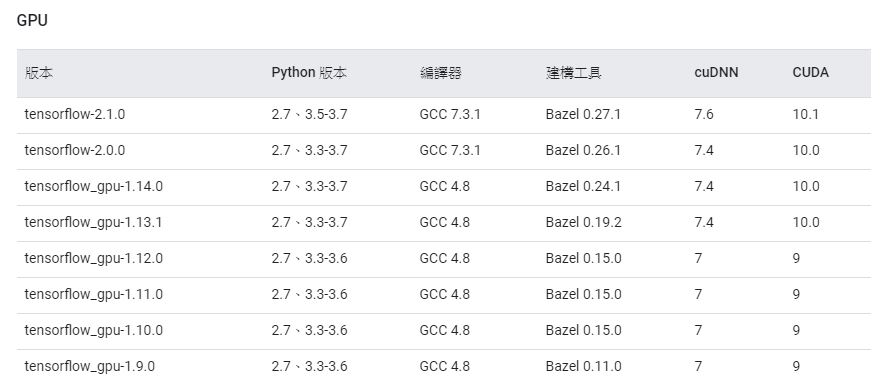 GPU
版本 Python 版本 編譯器 建構工具 cuDNN CUDA
tensorflow-2.1.0 2.7、3.5-3.7 GCC 7.3.1 Bazel 0.27.1 7.6 10.1
tensorflow-2.0.0 2.7、3.3-3.7 GCC 7.3.1 Bazel 0.26.1 7.4 10.0
tensorflow_gpu-1.14.0 2.7、3.3-3.7 GCC 4.8 Bazel 0.24.1 7.4 10.0
tensorflow_gpu-1.13.1 2.7、3.3-3.7 GCC 4.8 Bazel 0.19.2 7.4 10.0
tensorflow_gpu-1.12.0 2.7、3.3-3.6 GCC 4.8 Bazel 0.15.0 7 9
tensorflow_gpu-1.11.0 2.7、3.3-3.6 GCC 4.8 Bazel 0.15.0 7 9
tensorflow_gpu-1.10.0 2.7、3.3-3.6 GCC 4.8 Bazel 0.15.0 7 9
tensorflow_gpu-1.9.0 2.7、3.3-3.6 GCC 4.8 Bazel 0.11.0 7 9